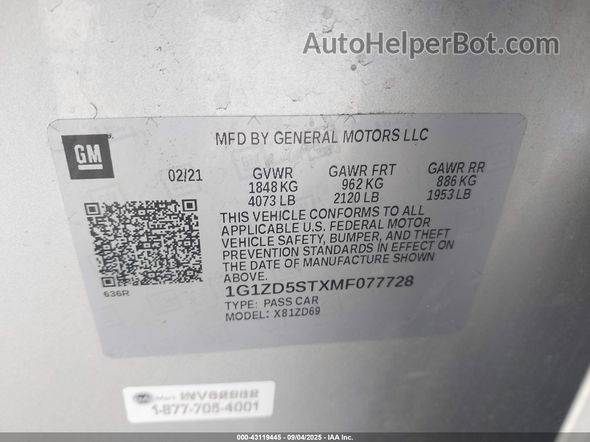 AutoHelperBot.com
GM
MFD BY GENERAL MOTORS LLC
02/21 GVWR GAWR FRT GAWR RR
1848 KG 962 KG 886 KG
4073 LB 2120 LB 1953 LB
THIS VEHICLE CONFORMS TO ALL
APPLICABLE U.S. FEDERAL MOTOR
VEHICLE SAFETY, BUMPER, AND THEFT
PREVENTION STANDARDS IN EFFECT ON
THE DATE OF MANUFACTURE SHOWN
ABOVE.
636R
1G1ZD5STXMF077728
TYPE: PASS CAR
MODEL: X81ZD69
1-877-705-4001
000-43119445 - 09/04/2025 - IAA Inc.